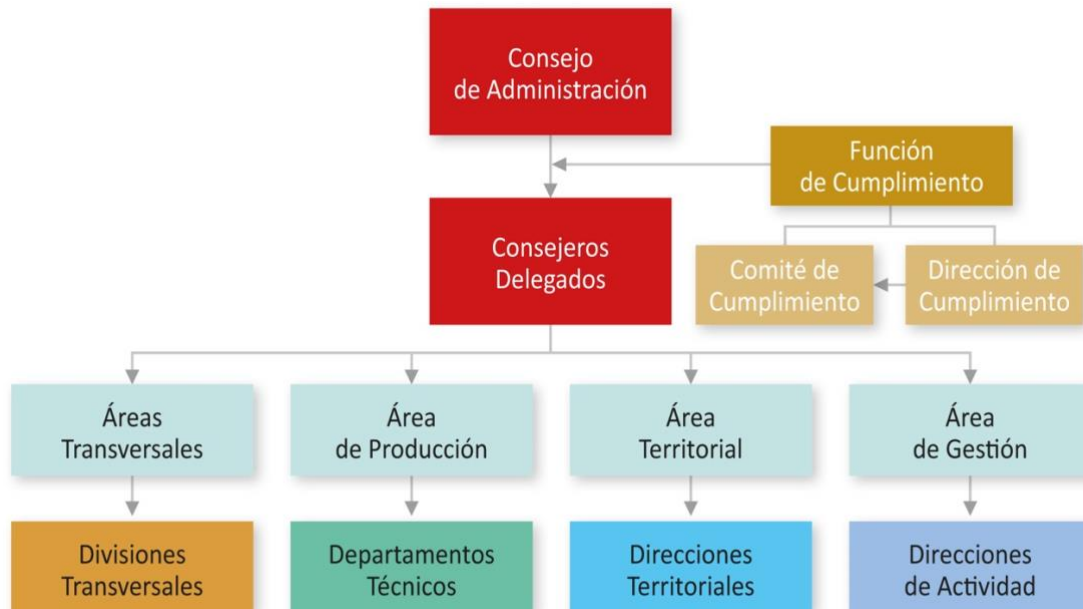 Consejo
de Administración
Función
de Cumplimiento
Consejeros
Delegados
Comité de
Cumplimiento
Dirección de
Cumplimiento
Áreas
Transversales
Área
de Producción
Área
Territorial
Área
de Gestión
Divisiones
Transversales
Departamentos
Técnicos
Direcciones
Territoriales
Direcciones
de Actividad